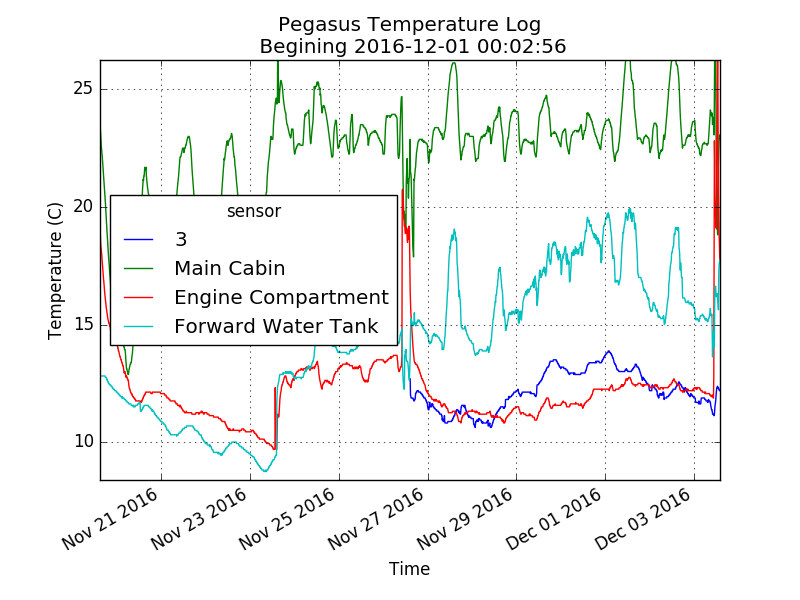 Pegasus Temperature Log
Begining 2016-12-01 00:02:56
Temperature (C)
25
20
15
10
sensor
3
Main Cabin
Engine Compartment
Forward Water Tank
Nov 21 2016
Nov 23 2016
Nov 25 2016
Nov 27 2016
Nov 29 2016
Dec 01 2016
Dec 03 2016
Time